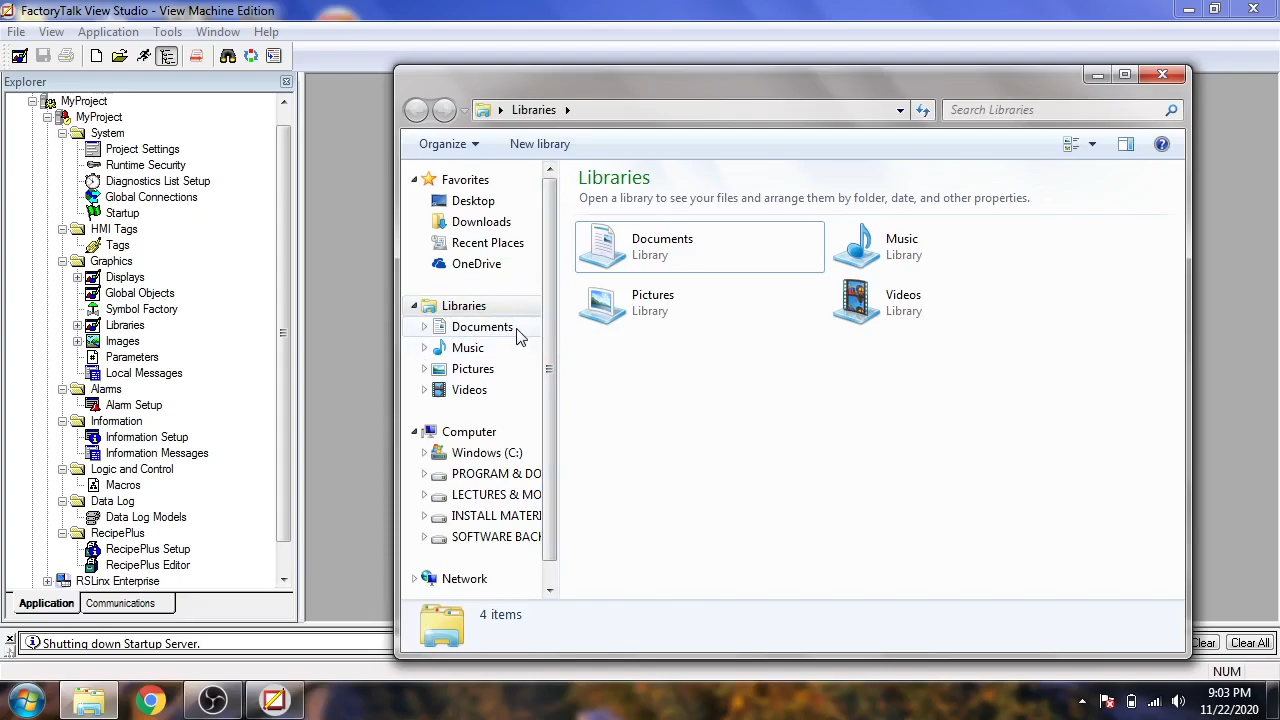 FactoryTalk View Studio - View Machine Edition
File View Application Tools Window Help
Explorer
MyProject
MyProject
System
Project Settings
Runtime Security
Diagnostics List Setup
Global Connections
Startup
HMI Tags
Tags
Graphics
Displays
Global Objects
Symbol Factory
Libraries
Images
Parameters
Local Messages
Alarms
Alarm Setup
Information
Information Setup
Information Messages
Logic and Control
Macros
Data Log
Data Log Models
RecipePlus
RecipePlus Setup
RecipePlus Editor
RSLinx Enterprise
Application Communications
Shutting down Startup Server.
Libraries
Search Libraries
Organize New library
Favorites
Desktop
Downloads
Recent Places
OneDrive
Libraries
Documents
Music
Pictures
Videos
Computer
Windows (C:)
PROGRAM & DO
LECTURES & MO
INSTALL MATERI
SOFTWARE BACK
Network
Libraries
Open a library to see your files and arrange them by folder, date, and other properties.
Documents
Library
Music
Library
Pictures
Library
Videos
Library
4 items
Clear Clear All
NUM
9:03 PM
11/22/2020